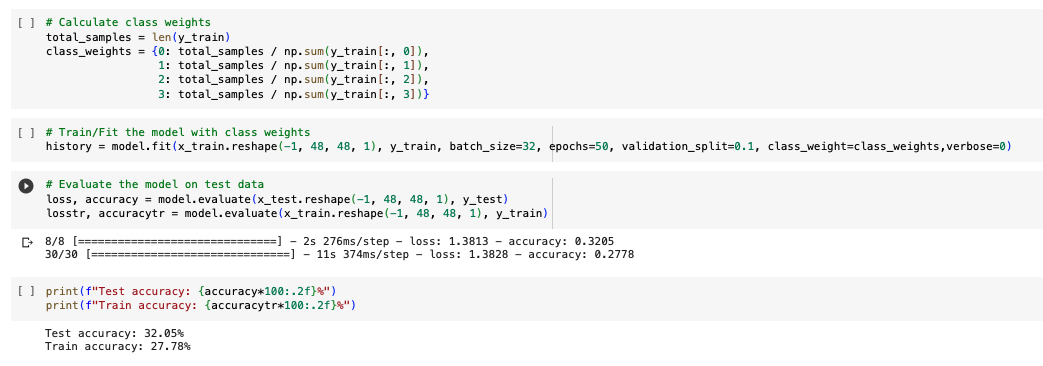 [ ] # Calculate class weights
total_samples = len(y_train)
class_weights = {0: total_samples / np.sum(y_train[:, 0]),
1: total_samples / np.sum(y_train[:, 1]),
2: total_samples / np.sum(y_train[:, 2]),
3: total_samples / np.sum(y_train[:, 3])}
[ ] # Train/Fit the model with class weights
history = model.fit(x_train.reshape(-1, 48, 48, 1), y_train, batch_size=32, epochs=50, validation_split=0.1, class_weight=class_weights,verbose=0)
# Evaluate the model on test data
loss, accuracy = model.evaluate(x_test.reshape(-1, 48, 48, 1), y_test)
losstr, accuracytr = model.evaluate(x_train.reshape(-1, 48, 48, 1), y_train)
8/8 [==============================] - 2s 276ms/step - loss: 1.3813 - accuracy: 0.3205
30/30 [==============================] - 11s 374ms/step - loss: 1.3828 - accuracy: 0.2778
[ ] print(f"Test accuracy: {accuracy*100:.2f}%")
print(f"Train accuracy: {accuracytr*100:.2f}%")
Test accuracy: 32.05%
Train accuracy: 27.78%